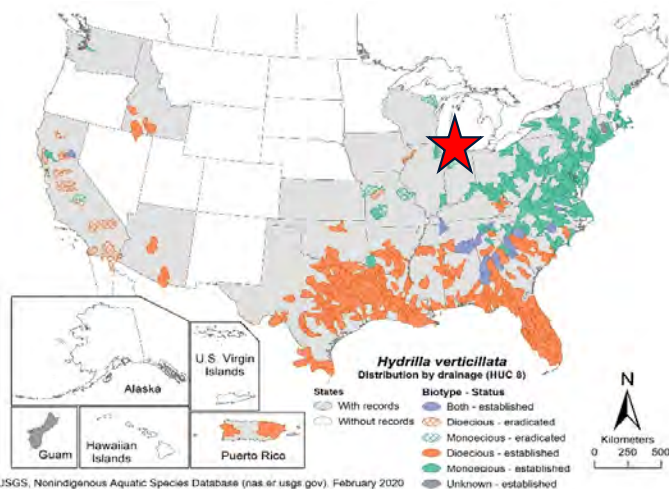 Alaska
U.S. Virgin
Islands
Guam
Hawaiian
Islands
Puerto Rico
Hydrilla verticillata
Distribution by drainage (HUC 8)
States
With records
Without records
Biotype - Status
Both - established
Dioecious - eradicated
Monoecious - eradicated
Dioecious - established
Monoecious - established
Unknown - established
N
Kilometers
0 250 500
USGS, Nonindigenous Aquatic Species Database (nas.er.usgs.gov). February 2020